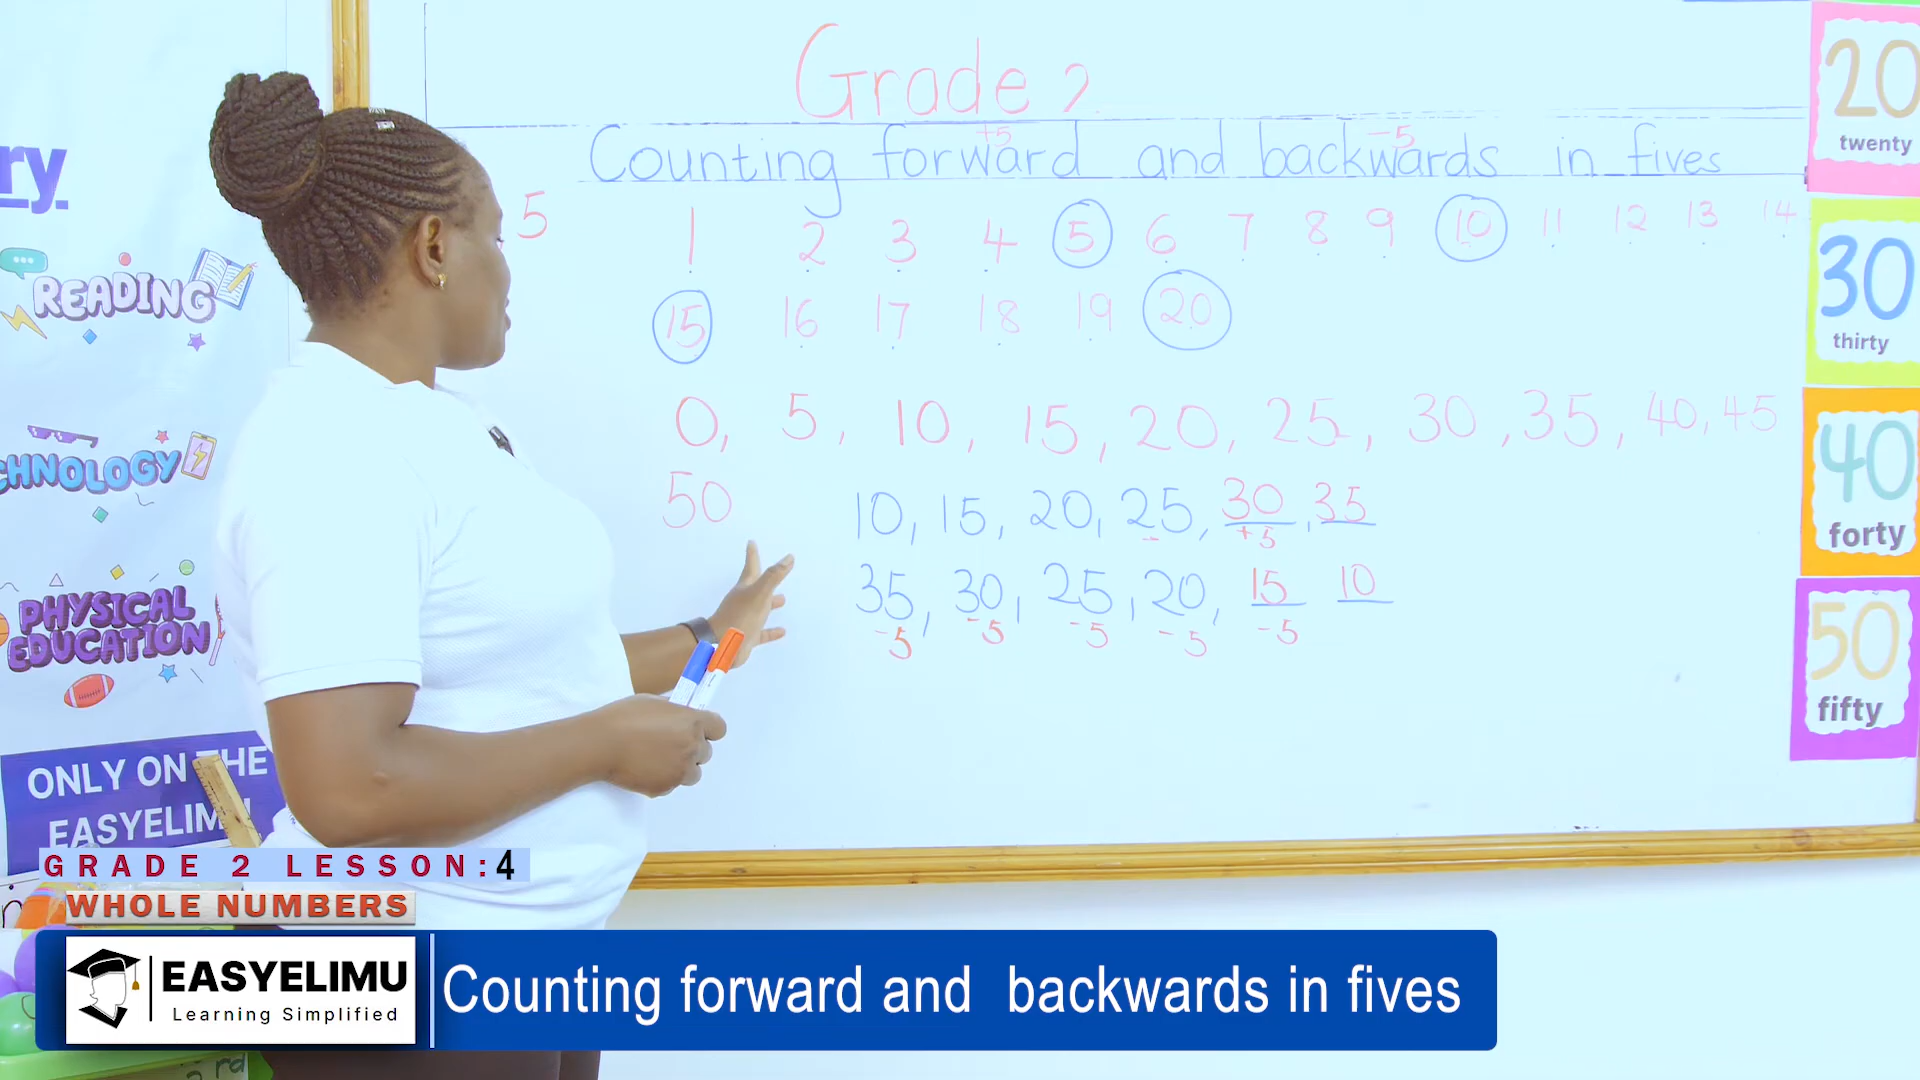 Grade 2
+5 -5
Counting forward and backwards in fives
5
1 2 3 4 5 6 7 8 9 10 11 12 13 14
15 16 17 18 19 20
0, 5, 10, 15, 20, 25, 30, 35, 40, 45
50
10, 15, 20, 25, 30, 35
+5
35, 30, 25, 20, 15 10
-5 -5 -5 -5 -5
20
twenty
30
thirty
40
forty
50
fifty
ry
READING
CHNOLOGY
PHYSICAL
EDUCATION
ONLY ON THE
EASYELIMU
GRADE 2 LESSON:4
WHOLE NUMBERS
EASYELIMU
Learning Simplified
Counting forward and backwards in fives